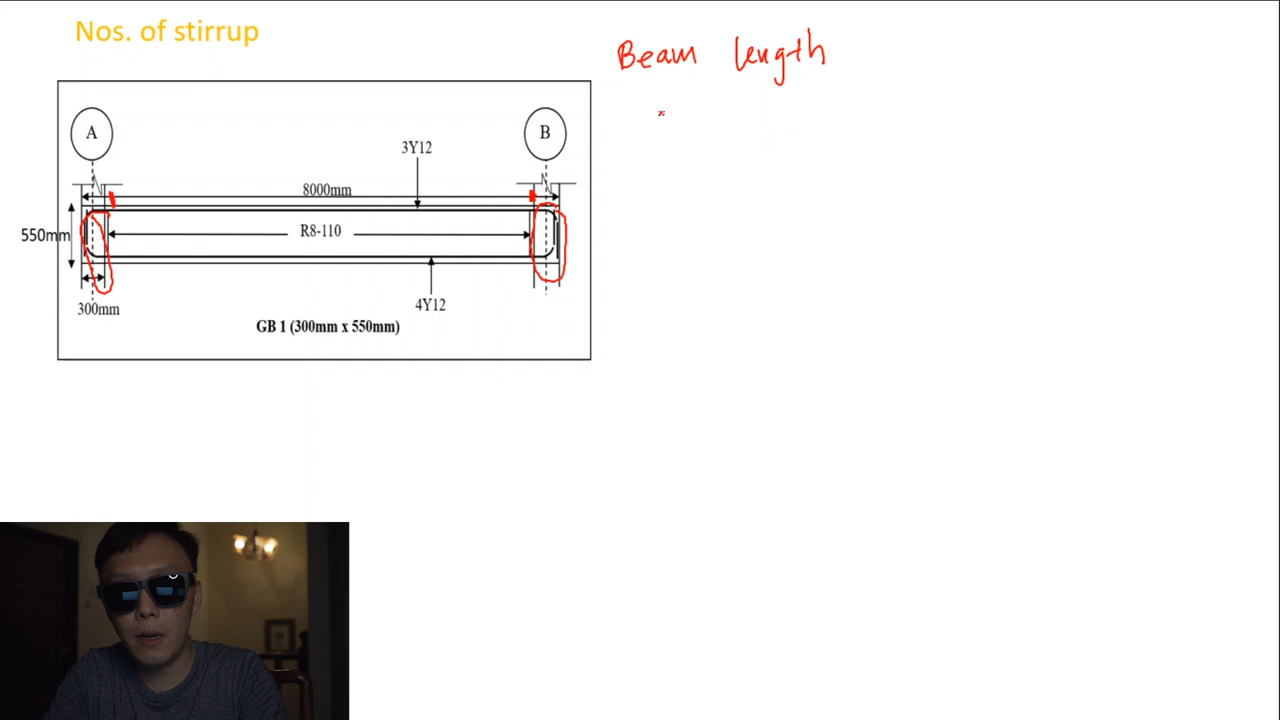 Nos. of stirrup
Beam length
A
B
3Y12
8000mm
550mm
R8-110
300mm
4Y12
GB 1 (300mm x 550mm)